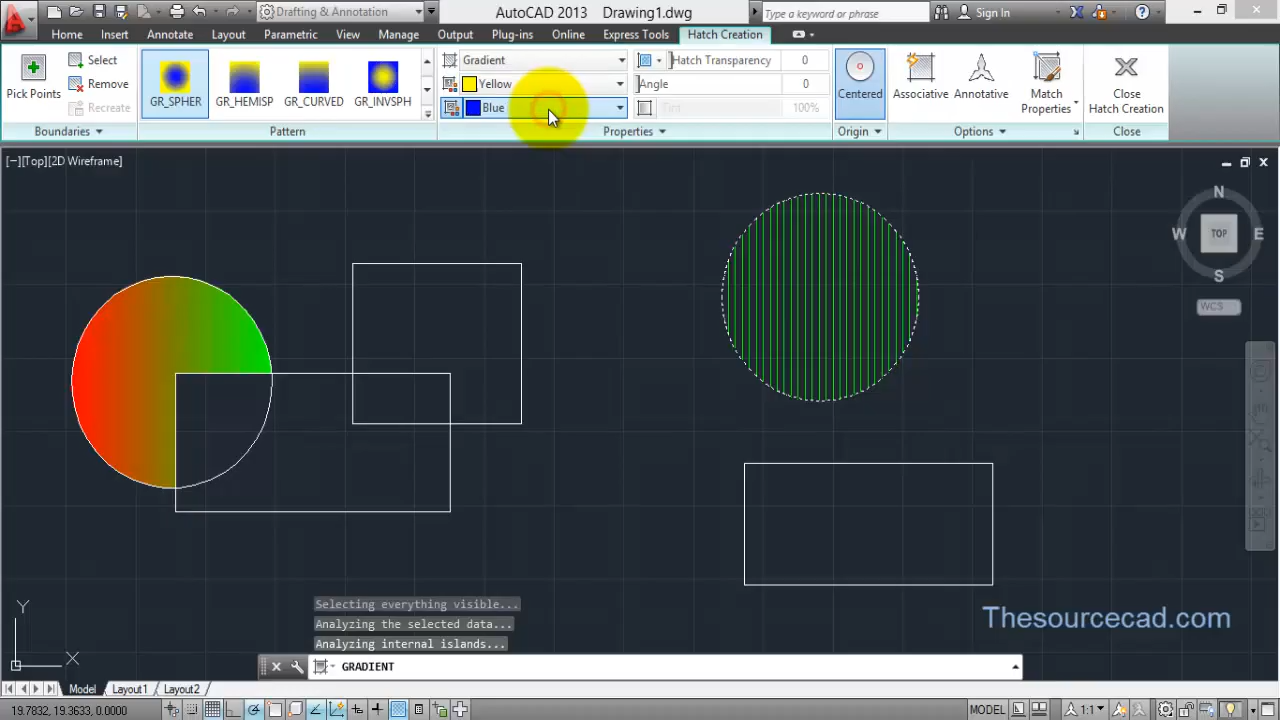 Drafting & Annotation
AutoCAD 2013 Drawing1.dwg
Type a keyword or phrase
Sign In
Home Insert Annotate Layout Parametric View Manage Output Plug-ins Online Express Tools Hatch Creation
Pick Points
Select
Remove
Recreate
Boundaries
GR_SPHER GR_HEMISP GR_CURVED GR_INVSPH
Pattern
Gradient
Yellow
Blue
Hatch Transparency 0
Angle 0
Tint 100%
Properties
Centered
Origin
Associative Annotative Match
Properties
Options
Close
Hatch Creation
Close
[−][Top][2D Wireframe]
N
W TOP E
S
WCS
Selecting everything visible...
Analyzing the selected data...
Analyzing internal islands...
Thesourcecad.com
Y
X
GRADIENT
Model Layout1 Layout2
19.7832, 19.3633, 0.0000
MODEL
1:1